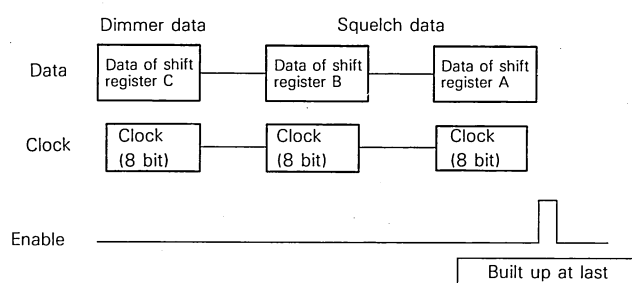 Dimmer data
Squelch data
Data
Data of shift
register C
Data of shift
register B
Data of shift
register A
Clock
Clock
(8 bit)
Clock
(8 bit)
Clock
(8 bit)
Enable
Built up at last